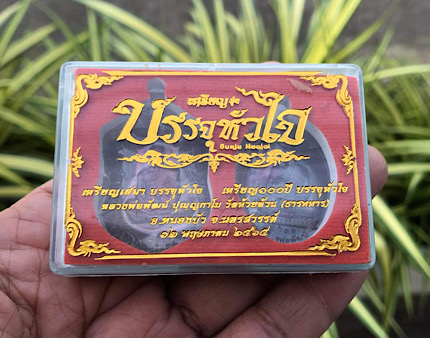 เหรียญรุ่น
บรรจุหัวใจ
Bunju Huajai
เหรียญเสมา บรรจุหัวใจ เหรียญ๑๐๐ปี บรรจุหัวใจ
หลวงพ่อพัฒน์ ปุญฺญกาโม วัดห้วยด้วน (ธารทหาร)
อ.หนองบัว จ.นครสวรรค์
๑๒ พฤษภาคม ๒๕๖๕